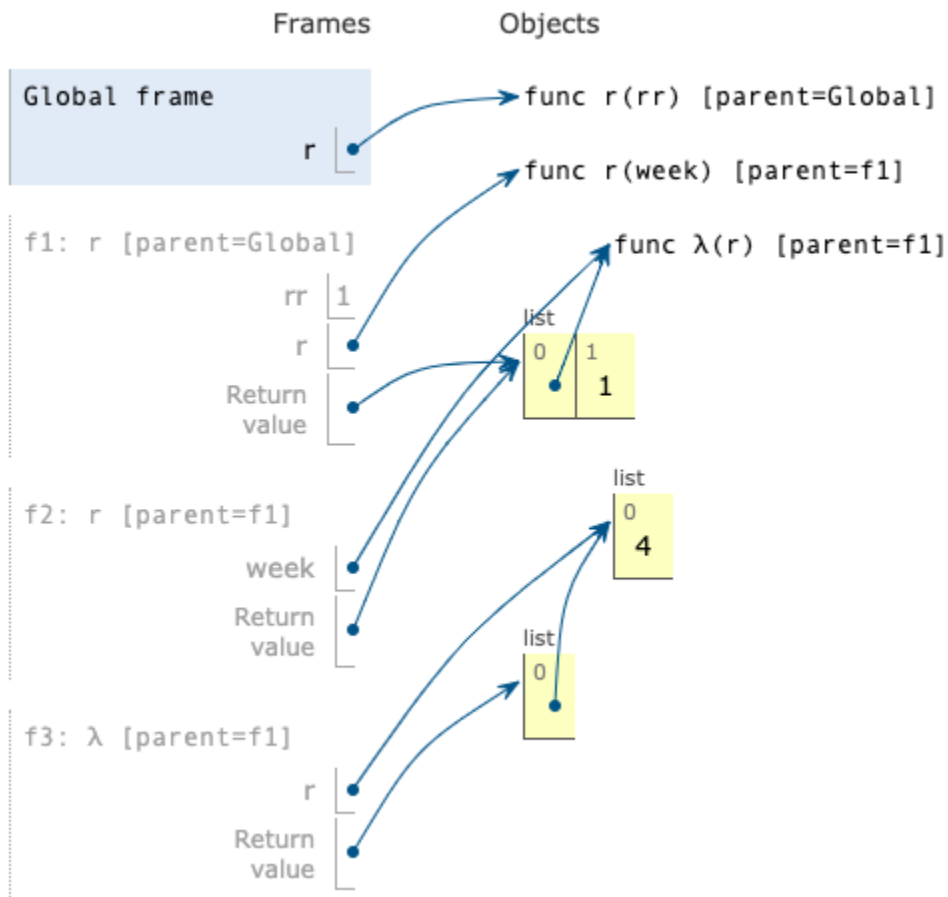 Frames Objects
Global frame
func r(rr) [parent=Global]
r
func r(week) [parent=f1]
f1: r [parent=Global]
func λ(r) [parent=f1]
rr 1
list
r
0 1
1
Return
value
list
0
4
f2: r [parent=f1]
week
Return
value
list
0
f3: λ [parent=f1]
r
Return
value